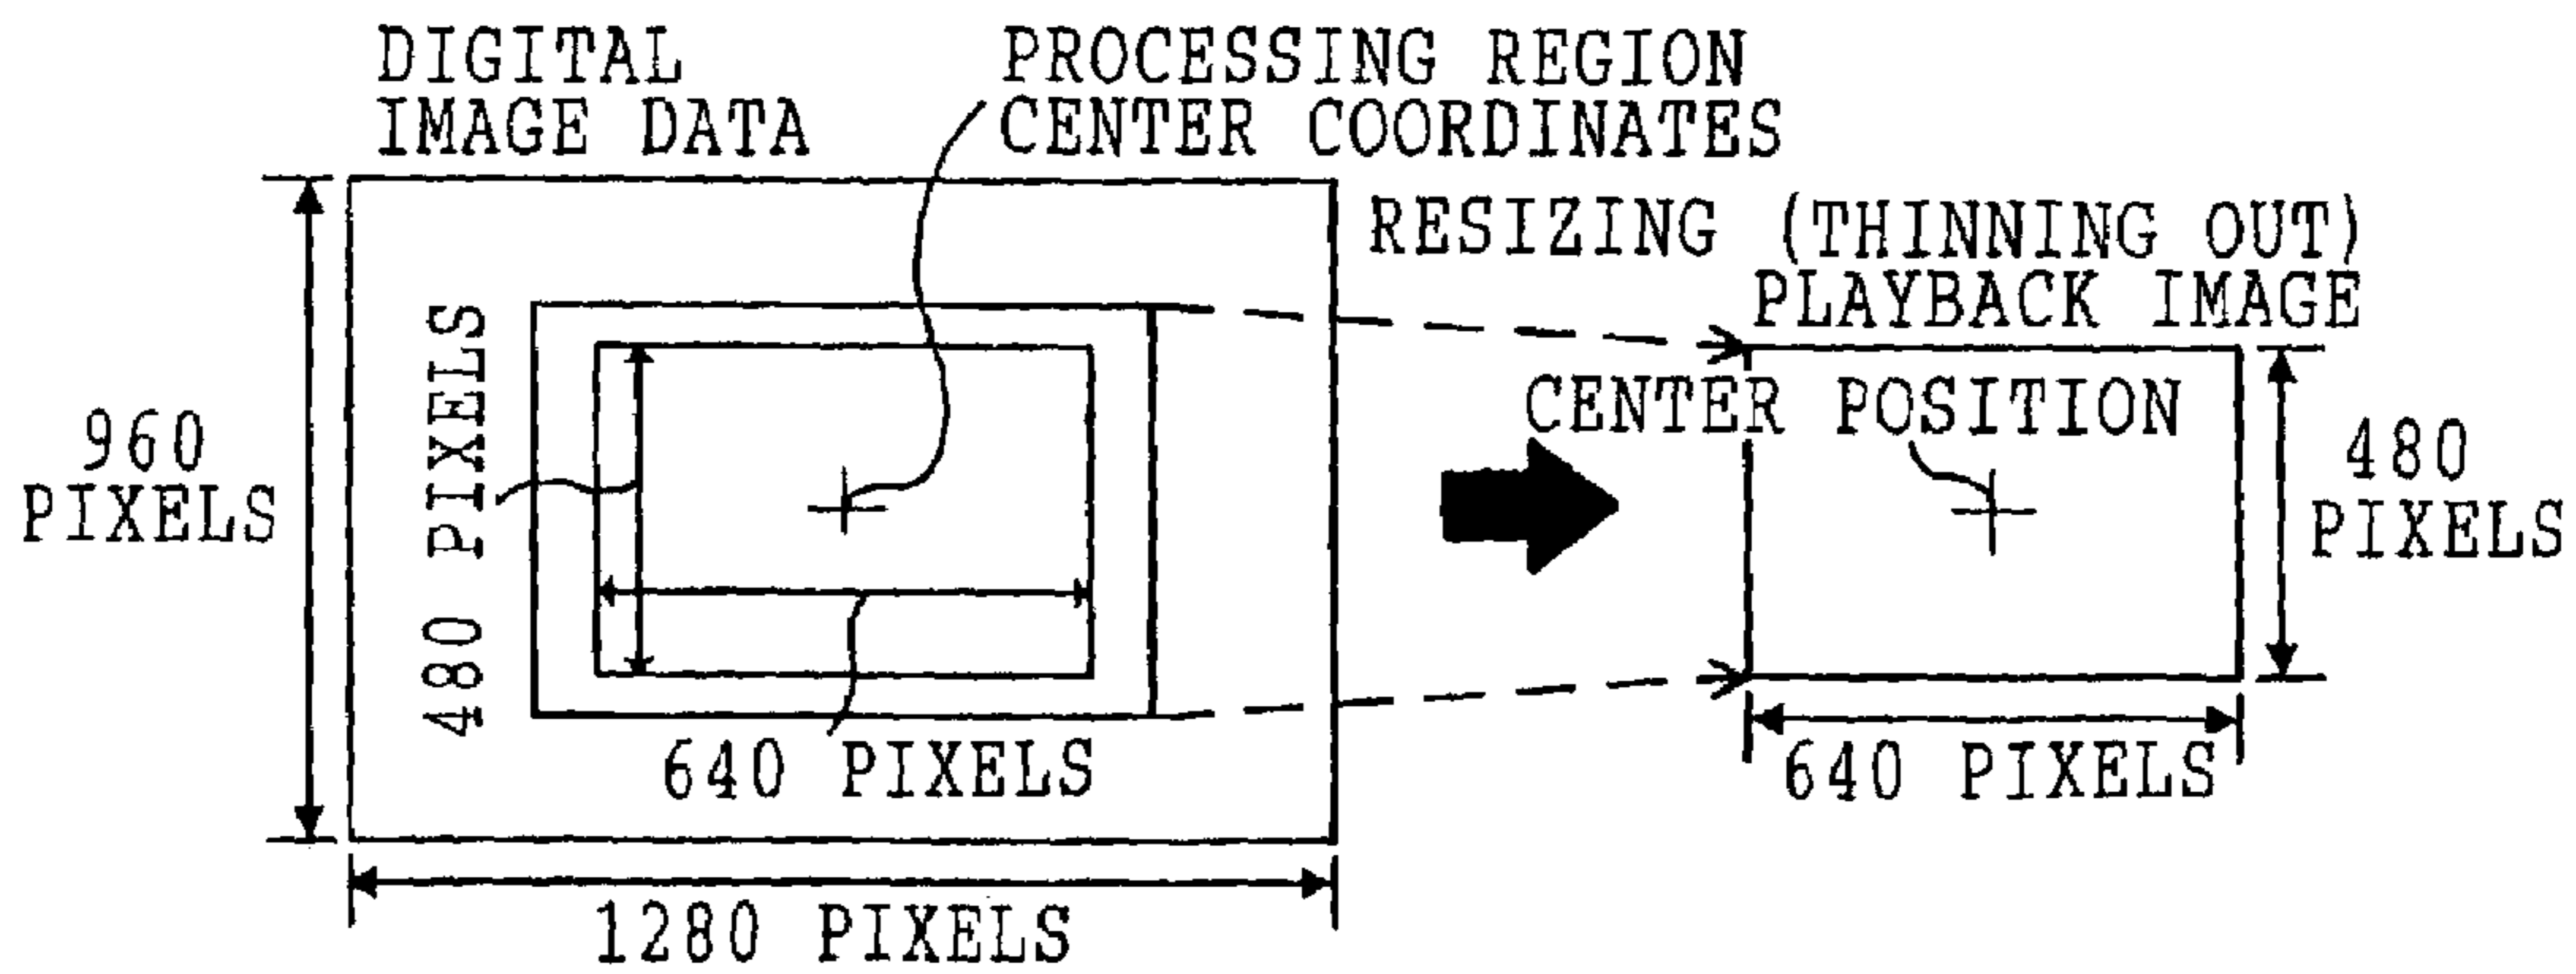 DIGITAL
IMAGE DATA
PROCESSING REGION
CENTER COORDINATES
RESIZING (THINNING OUT)
PLAYBACK IMAGE
CENTER POSITION
960
PIXELS
480 PIXELS
640 PIXELS
1280 PIXELS
480
PIXELS
640 PIXELS